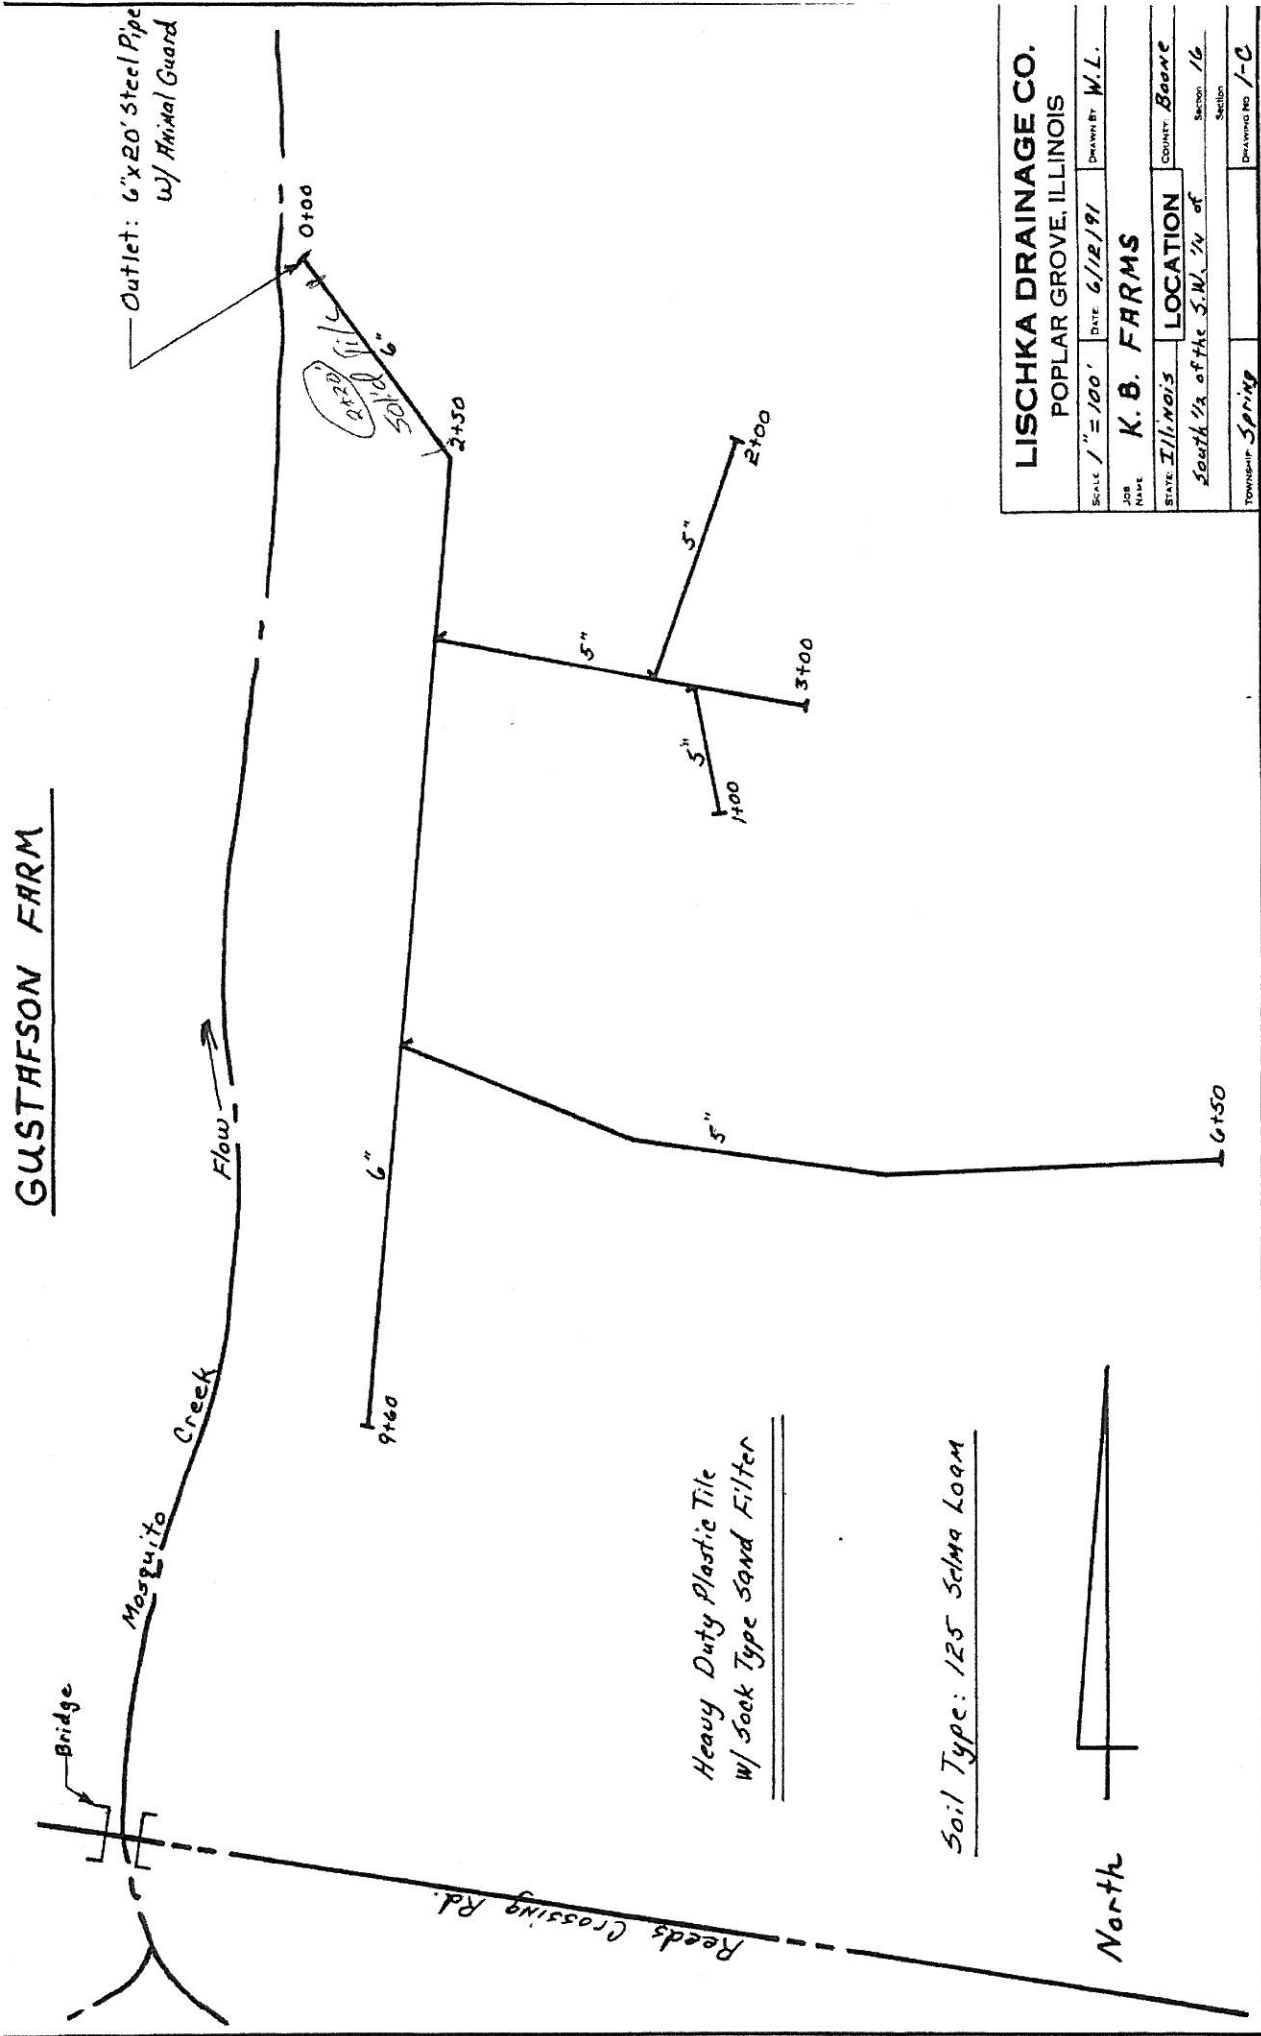 GUSTAFSON FARM
Outlet: 6"x20' Steel Pipe
w/ Animal Guard
0+00
2+20'
Solid
6"
2+50
Bridge
Mosquito
Creek
Flow
6"
9+60
5"
5"
2+00
5"
1+00
3+00
5"
6+50
Reeds Crossing Rd.
Heavy Duty Plastic Tile
w/ Sock Type Sand Filter
Soil Type: 125 Selma Loam
North
LISCHKA DRAINAGE CO.
POPLAR GROVE, ILLINOIS
SCALE 1" = 100' DATE 6/12/91 DRAWN BY W.L.
JOB NAME K.B. FARMS
STATE: Illinois LOCATION COUNTY: Boone
South 1/2 of the S.W. 1/4 of Section 16
Section
TOWNSHIP Spring DRAWING NO 1-C